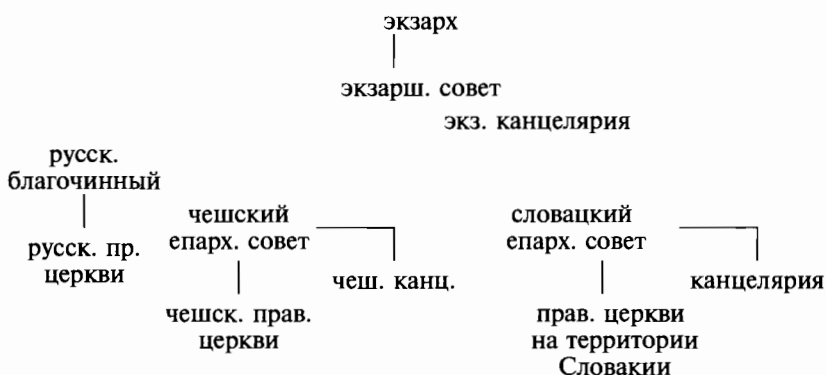 экзарх
экзарш. совет
экз. канцелярия
русск.
благочинный
русск. пр.
церкви
чешский
епарх. совет
чеш. канц.
чешск. прав.
церкви
словацкий
епарх. совет
канцелярия
прав. церкви
на территории
Словакии